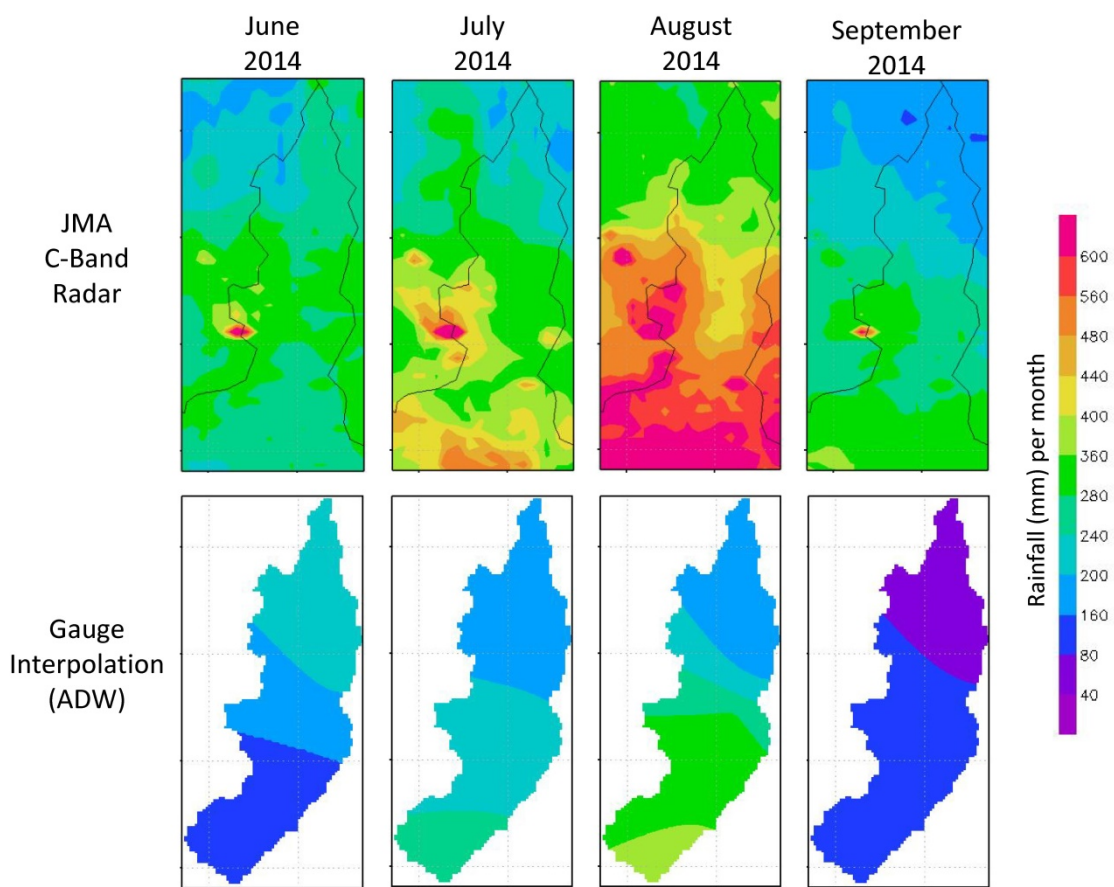 June
2014
July
2014
August
2014
September
2014
JMA
C-Band
Radar
Gauge
Interpolation
(ADW)
600
560
480
440
400
360
280
240
200
160
80
40
Rainfall (mm) per month